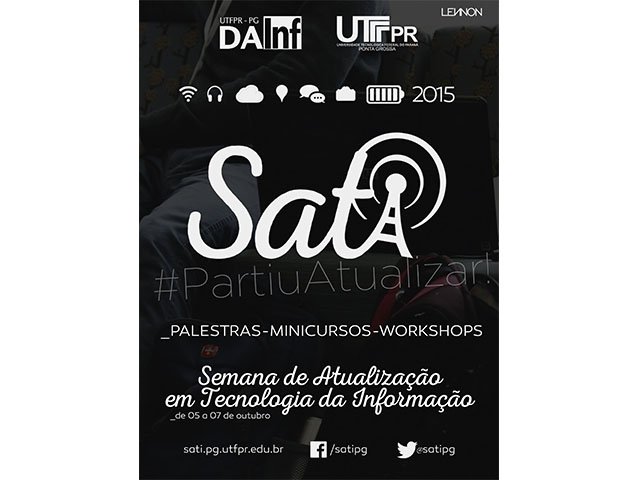 LENNON
UTFPR - PG
DAInf
UTFPR
UNIVERSIDADE TECNOLÓGICA FEDERAL DO PARANÁ
PONTA GROSSA
2015
Sati
#PartiuAtualizar!
_PALESTRAS-MINICURSOS-WORKSHOPS
Semana de Atualização
em Tecnologia da Informação
_de 05 a 07 de outubro
sati.pg.utfpr.edu.br /satipg @satipg